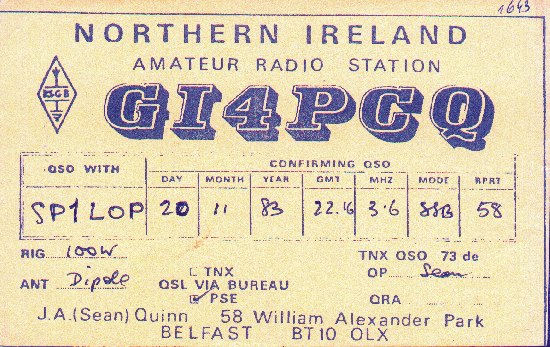 1643
NORTHERN IRELAND
AMATEUR RADIO STATION
RSGB
GI4PCQ
QSO WITH CONFIRMING QSO
DAY MONTH YEAR GMT MHZ MODE RPRT
SP1LOP 20 11 83 22.16 3.6 SSB 58
RIG 100W TNX QSO 73 de
ANT Dipole TNX OP Sean
QSL VIA BUREAU
PSE QRA
J.A.(Sean) Quinn 58 William Alexander Park
BELFAST BT10 OLX